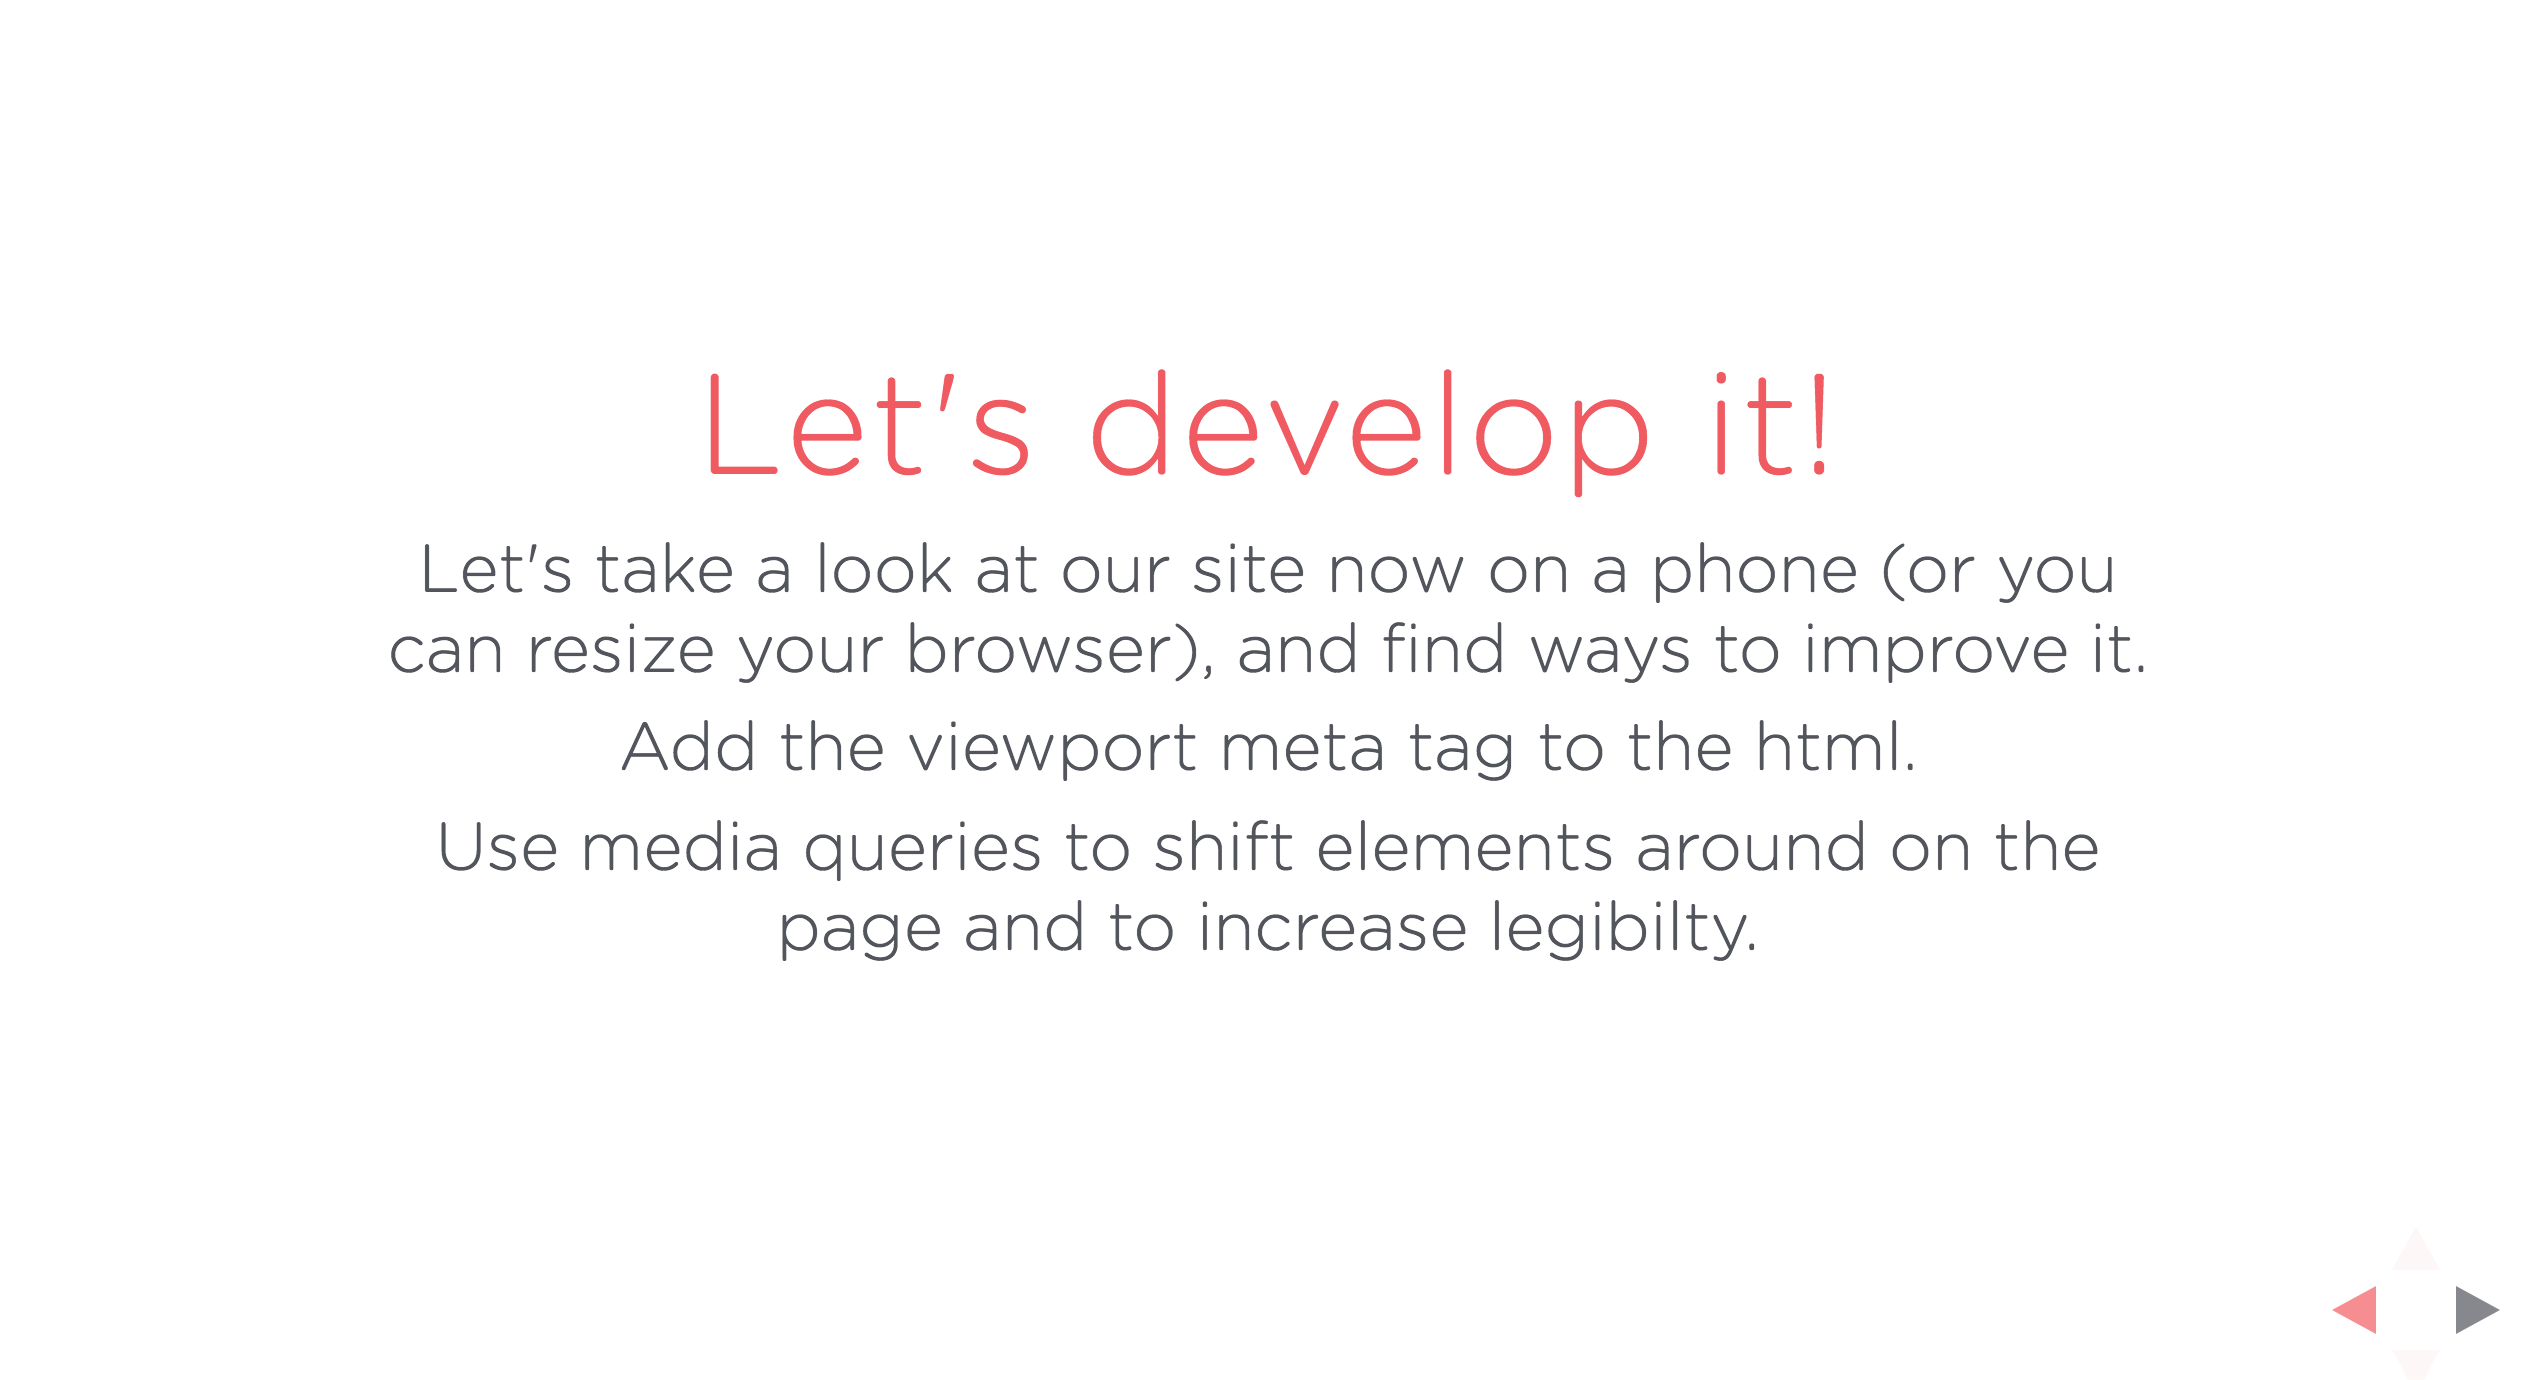 Let's develop it!
Let's take a look at our site now on a phone (or you
can resize your browser), and find ways to improve it.
Add the viewport meta tag to the html.
Use media queries to shift elements around on the
page and to increase legibilty.